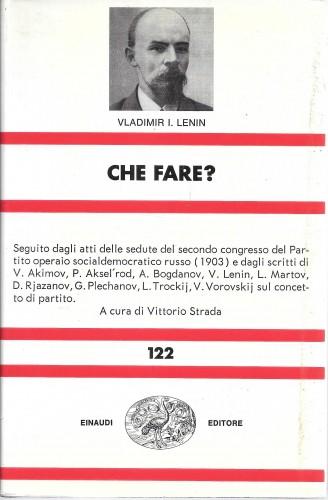 VLADIMIR I. LENIN
CHE FARE?
Seguito dagli atti delle sedute del secondo congresso del Par-
tito operaio socialdemocratico russo (1903) e dagli scritti di
V. Akimov, P. Aksel'rod, A. Bogdanov, V. Lenin, L. Martov,
D. Rjazanov, G. Plechanov, L. Trockij, V. Vorovskij sul concet-
to di partito.
A cura di Vittorio Strada
122
EINAUDI EDITORE